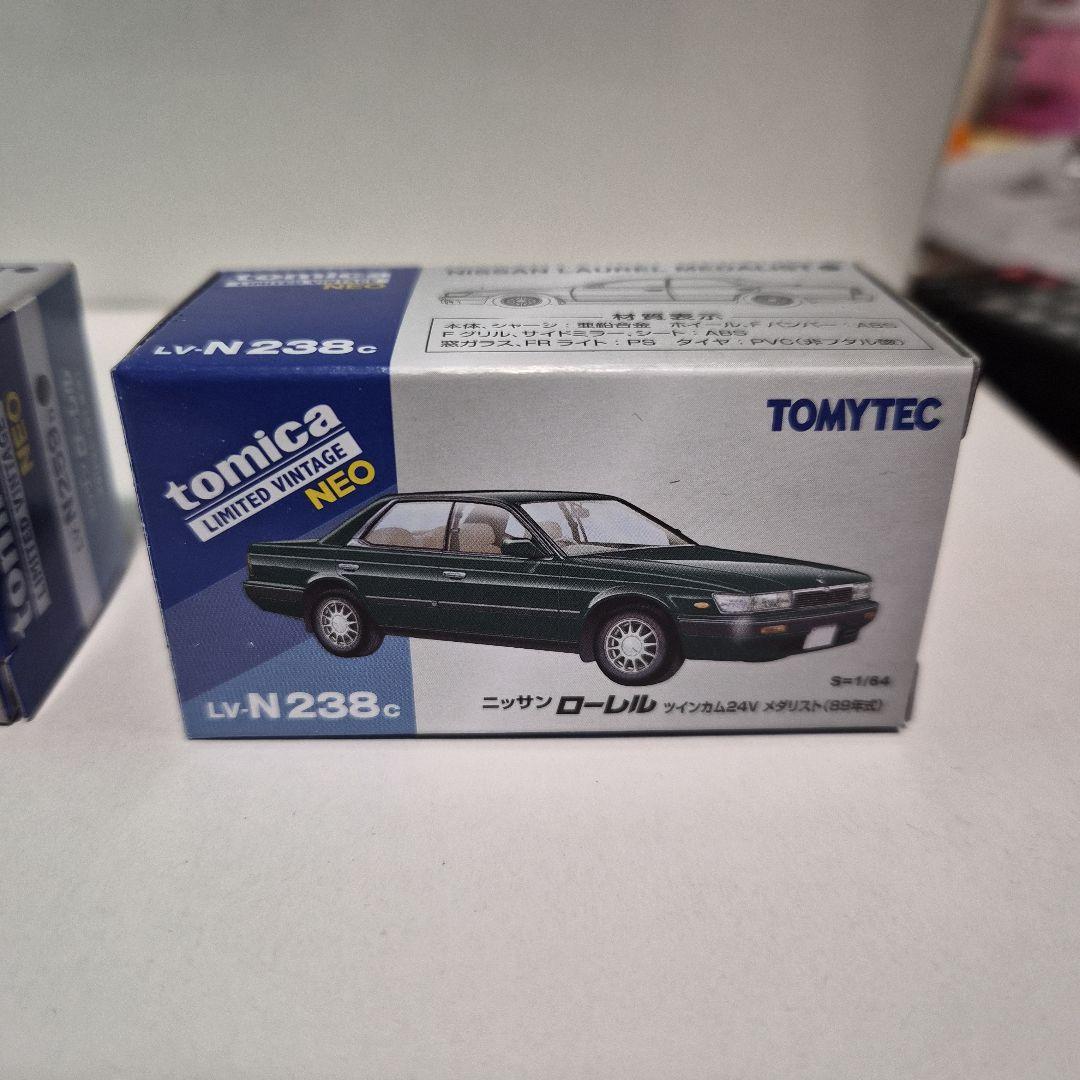 tomica
NEO
NISSAN LAUREL MEDALIST
材質表示
本体、シャーシ:亜鉛合金 ホイール、Fバンパー:ABS
Fグリル、サイドミラー、シート:ABS
窓ガラス、FRライト:PS タイヤ:PVC(非フタル酸)
LV-N238c
TOMYTEC
tomica
LIMITED VINTAGE
NEO
S=1/64
LV-N238c
ニッサン ローレル ツインカム24V メダリスト(89年式)
NEO
LIMITED VINTAGE